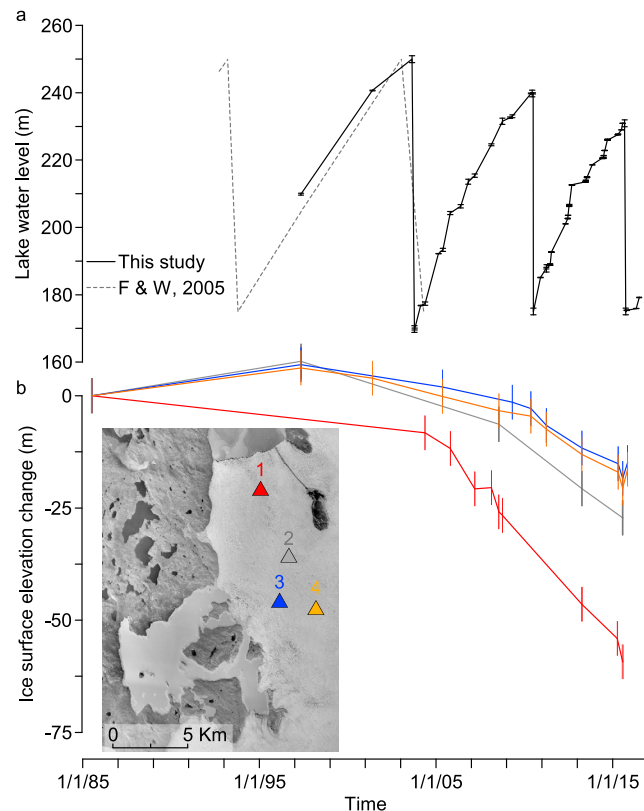 a
260
240
220
200
180
160
Lake water level (m)
This study
F & W, 2005
b
0
-25
-50
-75
Ice surface elevation change (m)
1
2
3
4
0 5 Km
1/1/85 1/1/95 1/1/05 1/1/15
Time